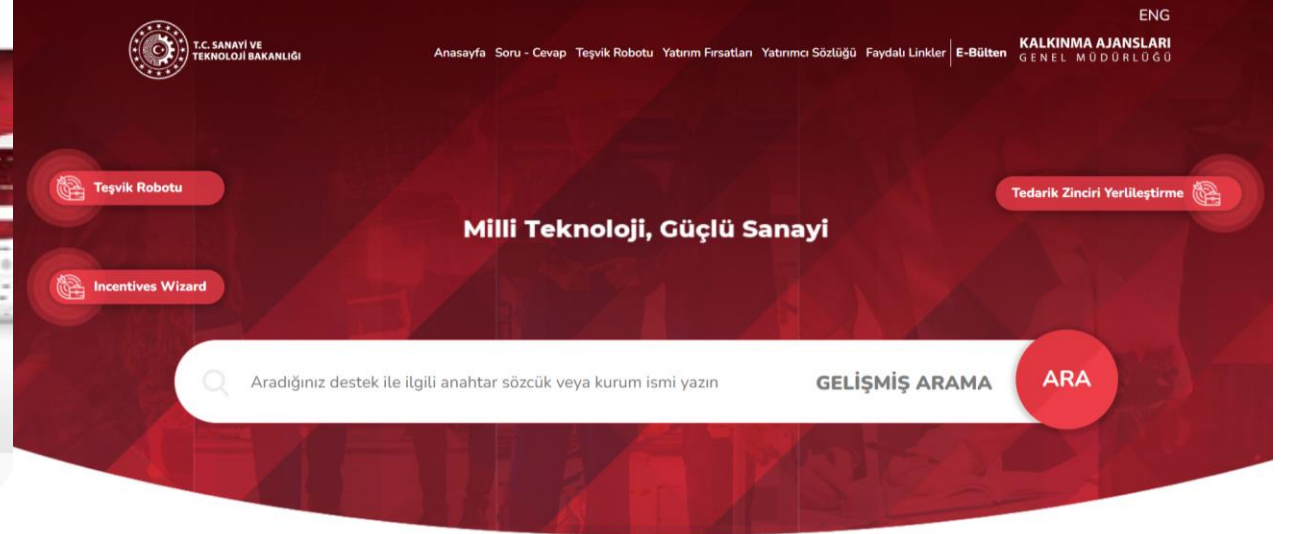 ENG
T.C. SANAYİ VE
TEKNOLOJİ BAKANLIĞI
Anasayfa Soru - Cevap Teşvik Robotu Yatırım Fırsatları Yatırımcı Sözlüğü Faydalı Linkler E-Bülten
KALKINMA AJANSLARI
GENEL MÜDÜRLÜĞÜ
Teşvik Robotu
Tedarik Zinciri Yerlileştirme
Milli Teknoloji, Güçlü Sanayi
Incentives Wizard
Aradığınız destek ile ilgili anahtar sözcük veya kurum ismi yazın
GELİŞMİŞ ARAMA
ARA